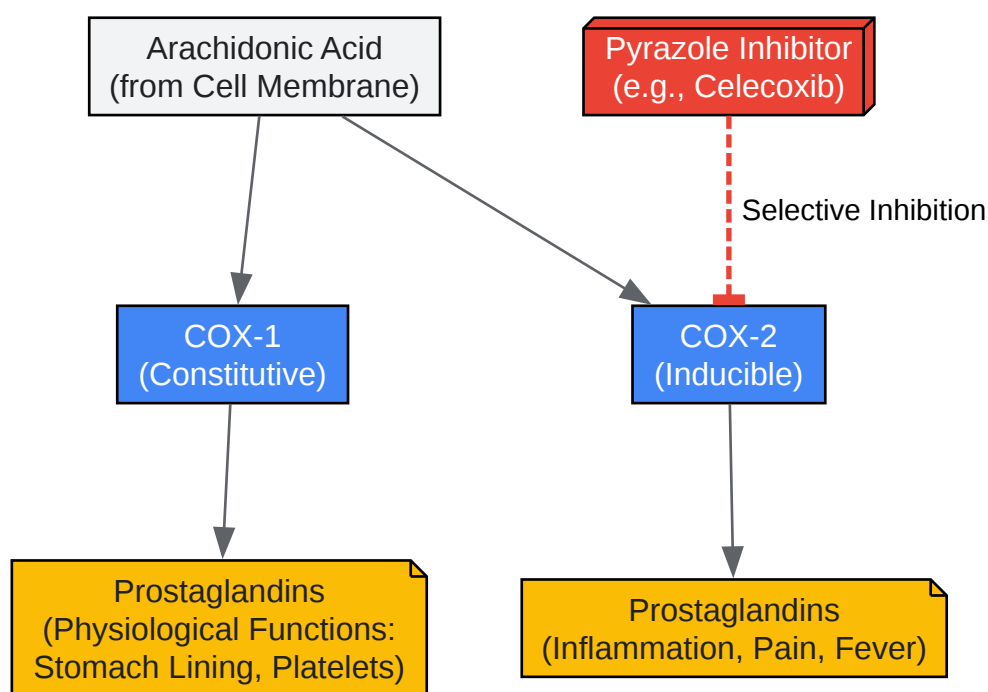 Arachidonic Acid
(from Cell Membrane)
Pyrazole Inhibitor
(e.g., Celecoxib)
Selective Inhibition
COX-1
(Constitutive)
COX-2
(Inducible)
Prostaglandins
(Physiological Functions:
Stomach Lining, Platelets)
Prostaglandins
(Inflammation, Pain, Fever)